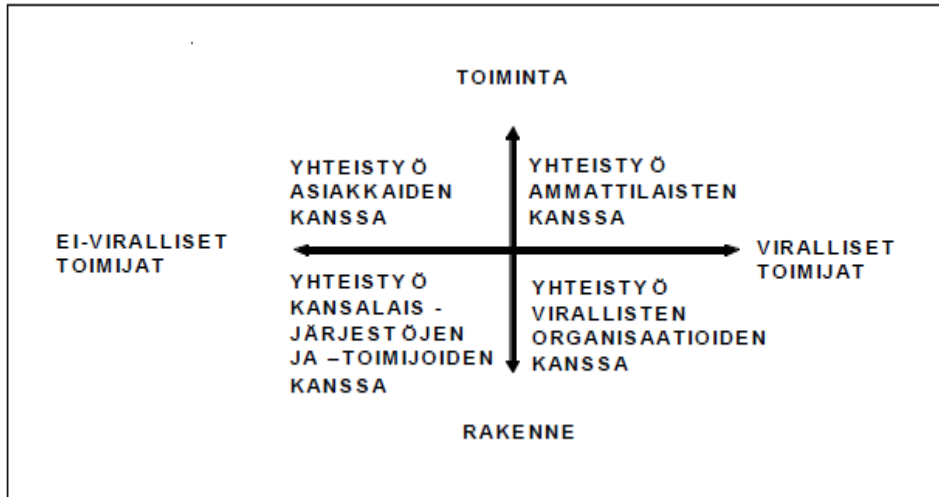 TOIMINTA
YHTEISTYÖ
ASIAKKAIDEN
KANSSA
YHTEISTYÖ
AMMATTILAISTEN
KANSSA
EI-VIRALLISET
TOIMIJAT
VIRALLISET
TOIMIJAT
YHTEISTYÖ
KANSALAIS -
JÄRJESTÖJEN
JA –TOIMIJOIDEN
KANSSA
YHTEISTYÖ
VIRALLISTEN
ORGANISAATIOIDEN
KANSSA
RAKENNE